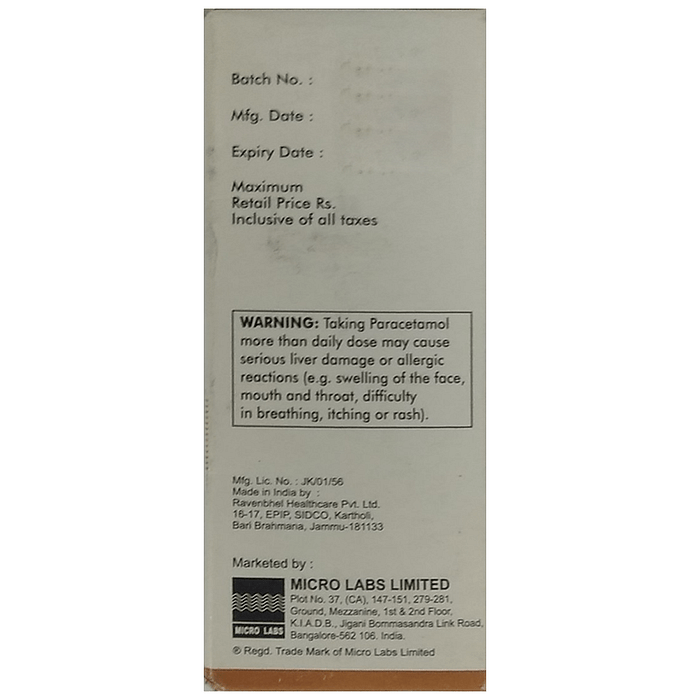 Batch No. :
Mfg. Date :
Expiry Date :
Maximum
Retail Price Rs.
Inclusive of all taxes
WARNING: Taking Paracetamol
more than daily dose may cause
serious liver damage or allergic
reactions (e.g. swelling of the face,
mouth and throat, difficulty
in breathing, itching or rash).
Mfg. Lic. No. : JK/01/56
Made in India by :
Ravenbhel Healthcare Pvt. Ltd.
16-17, EPIP, SIDCO, Kartholi,
Bari Brahmana, Jammu-181133
Marketed by :
MICRO LABS LIMITED
Plot No. 37, (CA), 147-151, 279-281,
Ground, Mezzanine, 1st & 2nd Floor,
K.I.A.D.B., Jigani Bommasandra Link Road,
Bangalore-562 106. India.
MICRO LABS
® Regd. Trade Mark of Micro Labs Limited